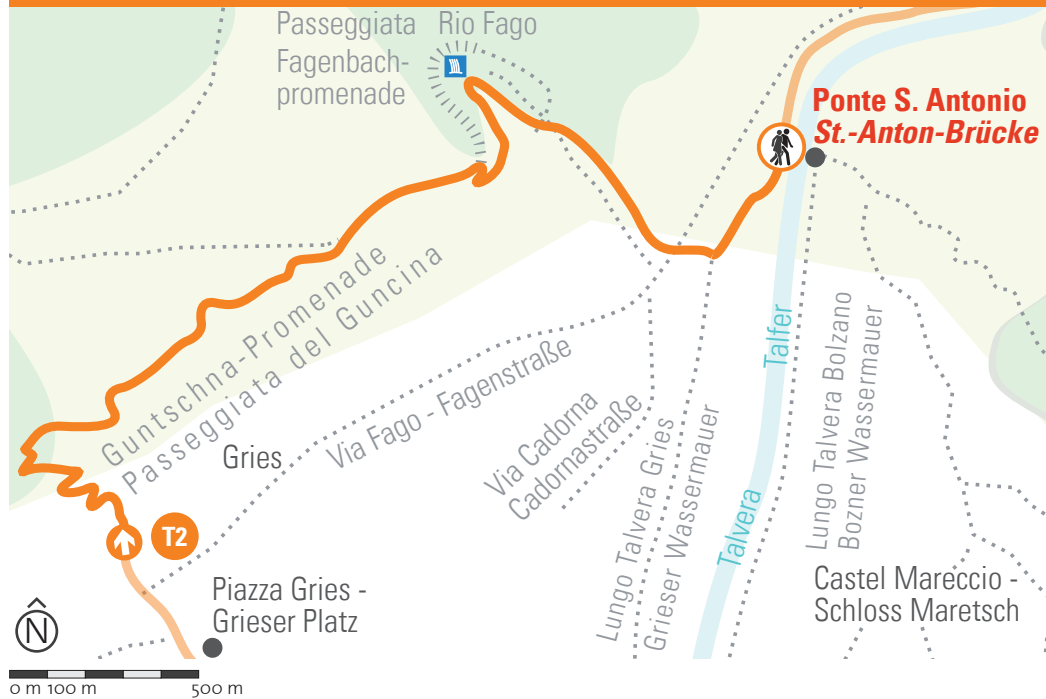 Passeggiata Rio Fago
Fagenbach-
promenade
Ponte S. Antonio
St.-Anton-Brücke
Guntschna-Promenade
Passeggiata del Guncina
Gries
Via Fago - Fagenstraße
Via Cadorna
Cadornastraße
Lungo Talvera Gries
Grieser Wassermauer
Talfer
Talvera
Lungo Talvera Bolzano
Bozner Wassermauer
T2
Piazza Gries -
Grieser Platz
Castel Mareccio -
Schloss Maretsch
N
0 m 100 m 500 m